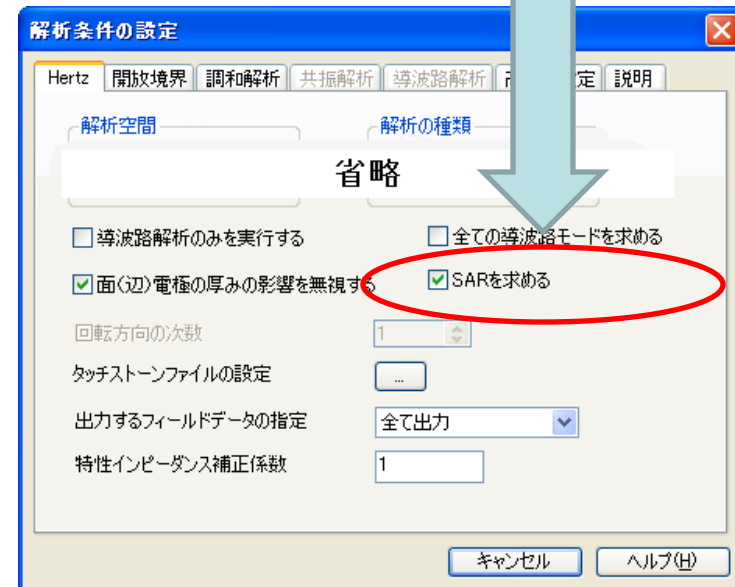 解析条件の設定
Hertz 開放境界 調和解析 共振解析 導波路解析 定 説明
解析空間 解析の種類
省略
導波路解析のみを実行する 全ての導波路モードを求める
面(辺)電極の厚みの影響を無視する SARを求める
回転方向の次数 1
タッチストーンファイルの設定 ...
出力するフィールドデータの指定 全て出力
特性インピーダンス補正係数 1
キャンセル ヘルプ(H)